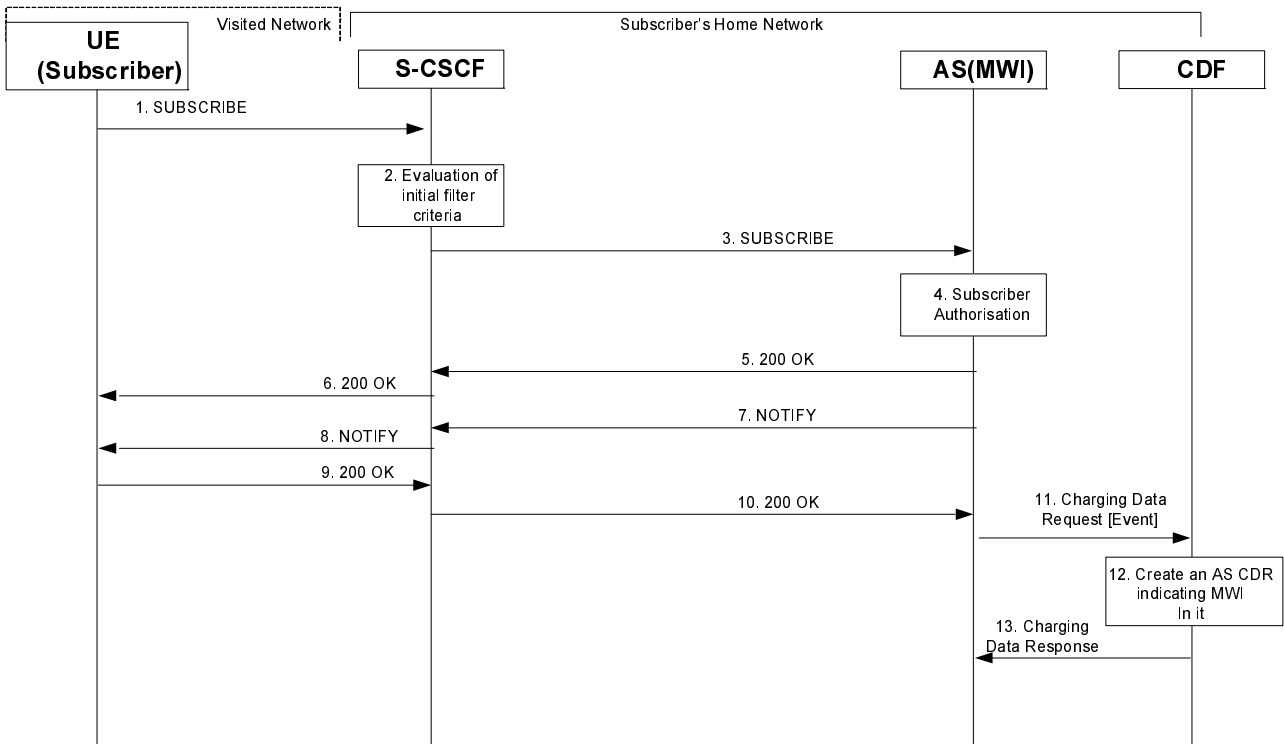 Visited Network
Subscriber's Home Network
UE
(Subscriber)
S-CSCF
AS(MWI)
CDF
1. SUBSCRIBE
2. Evaluation of
initial filter
criteria
3. SUBSCRIBE
4. Subscriber
Authorisation
5. 200 OK
6. 200 OK
7. NOTIFY
8. NOTIFY
9. 200 OK
10. 200 OK
11. Charging Data
Request [Event]
12. Create an AS CDR
indicating MWI
In it
13. Charging
Data Response